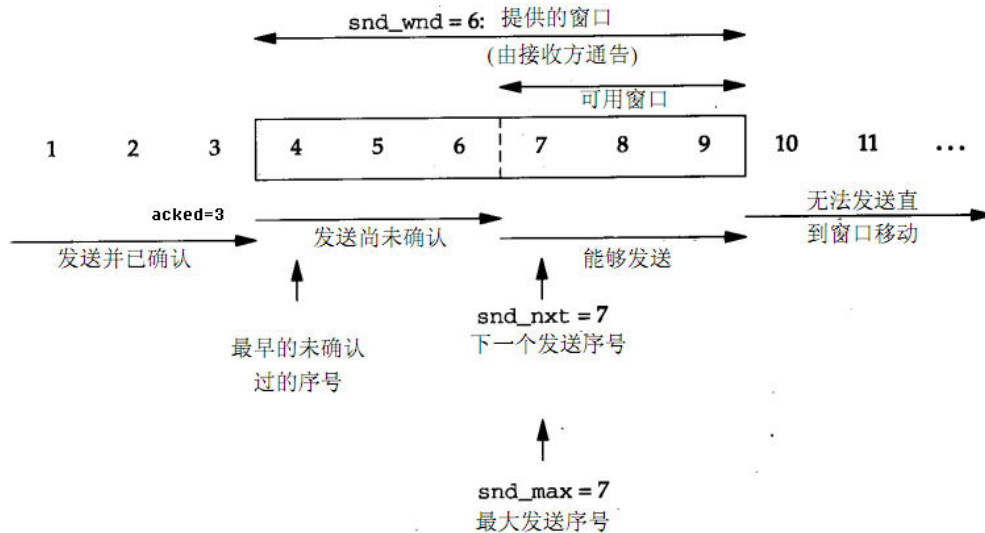 snd_wnd = 6: 提供的窗口
(由接收方通告)
可用窗口
1 2 3 4 5 6 7 8 9 10 11 ...
acked=3
发送并已确认
发送尚未确认
能够发送
无法发送直
到窗口移动
最早的未确认
过的序号
snd_nxt = 7
下一个发送序号
snd_max = 7
最大发送序号